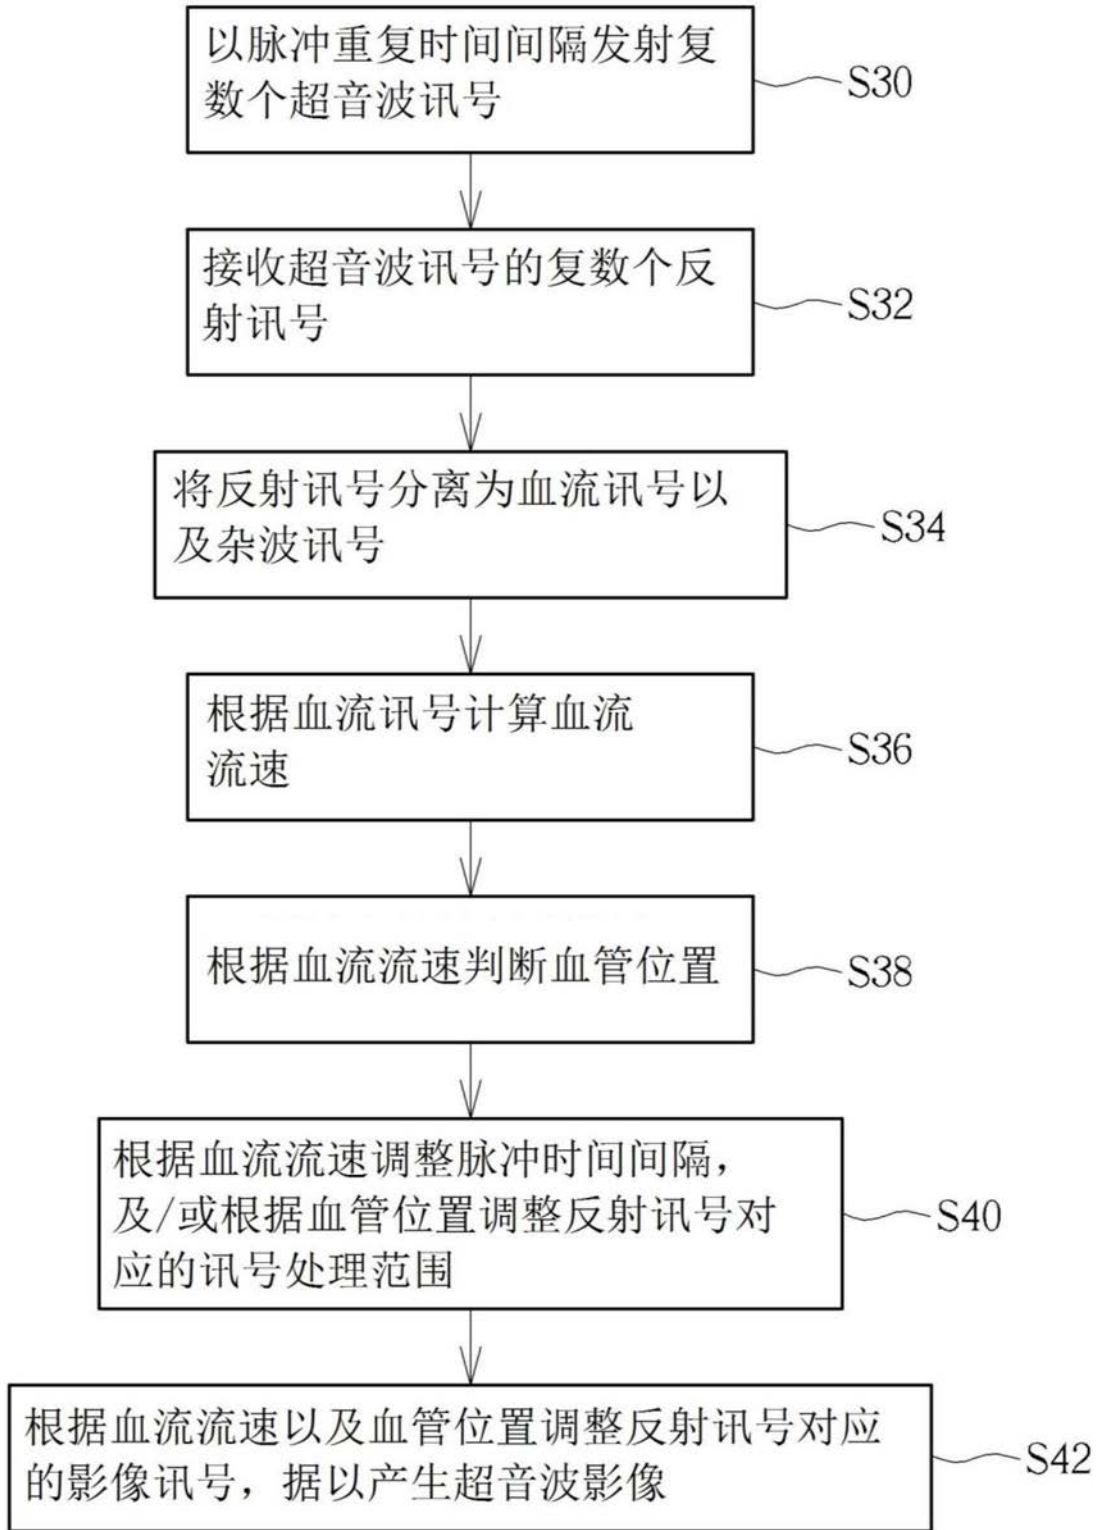 以脉冲重复时间间隔发射复
数个超音波讯号
S30
接收超音波讯号的复数个反
射讯号
S32
将反射讯号分离为血流讯号以
及杂波讯号
S34
根据血流讯号计算血流
流速
S36
根据血流流速判断血管位置
S38
根据血流流速调整脉冲时间间隔，
及/或根据血管位置调整反射讯号对
应的讯号处理范围
S40
根据血流流速以及血管位置调整反射讯号对应
的影像讯号，据以产生超音波影像
S42